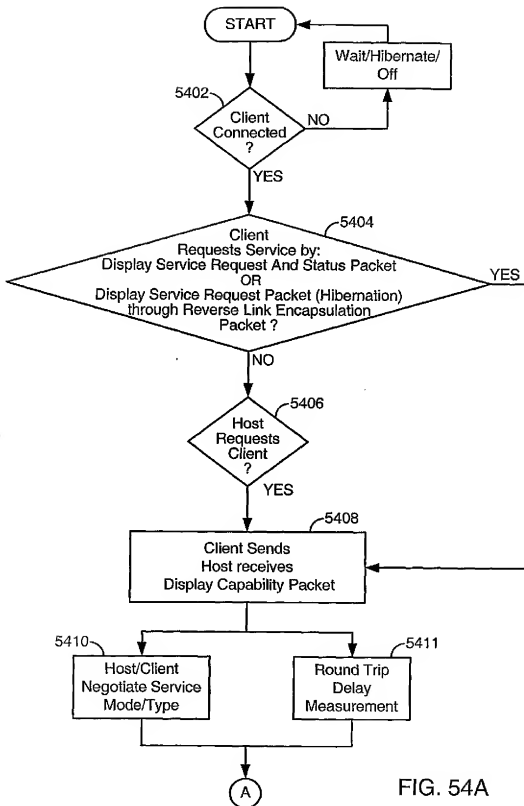 START
Wait/Hibernate/
Off
5402
Client
Connected
?
NO
YES
5404
Client
Requests Service by:
Display Service Request And Status Packet
OR
Display Service Request Packet (Hibernation)
through Reverse Link Encapsulation
Packet ?
YES
NO
5406
Host
Requests
Client
?
YES
5408
Client Sends
Host receives
Display Capability Packet
5410
Host/Client
Negotiate Service
Mode/Type
5411
Round Trip
Delay
Measurement
A
FIG. 54A